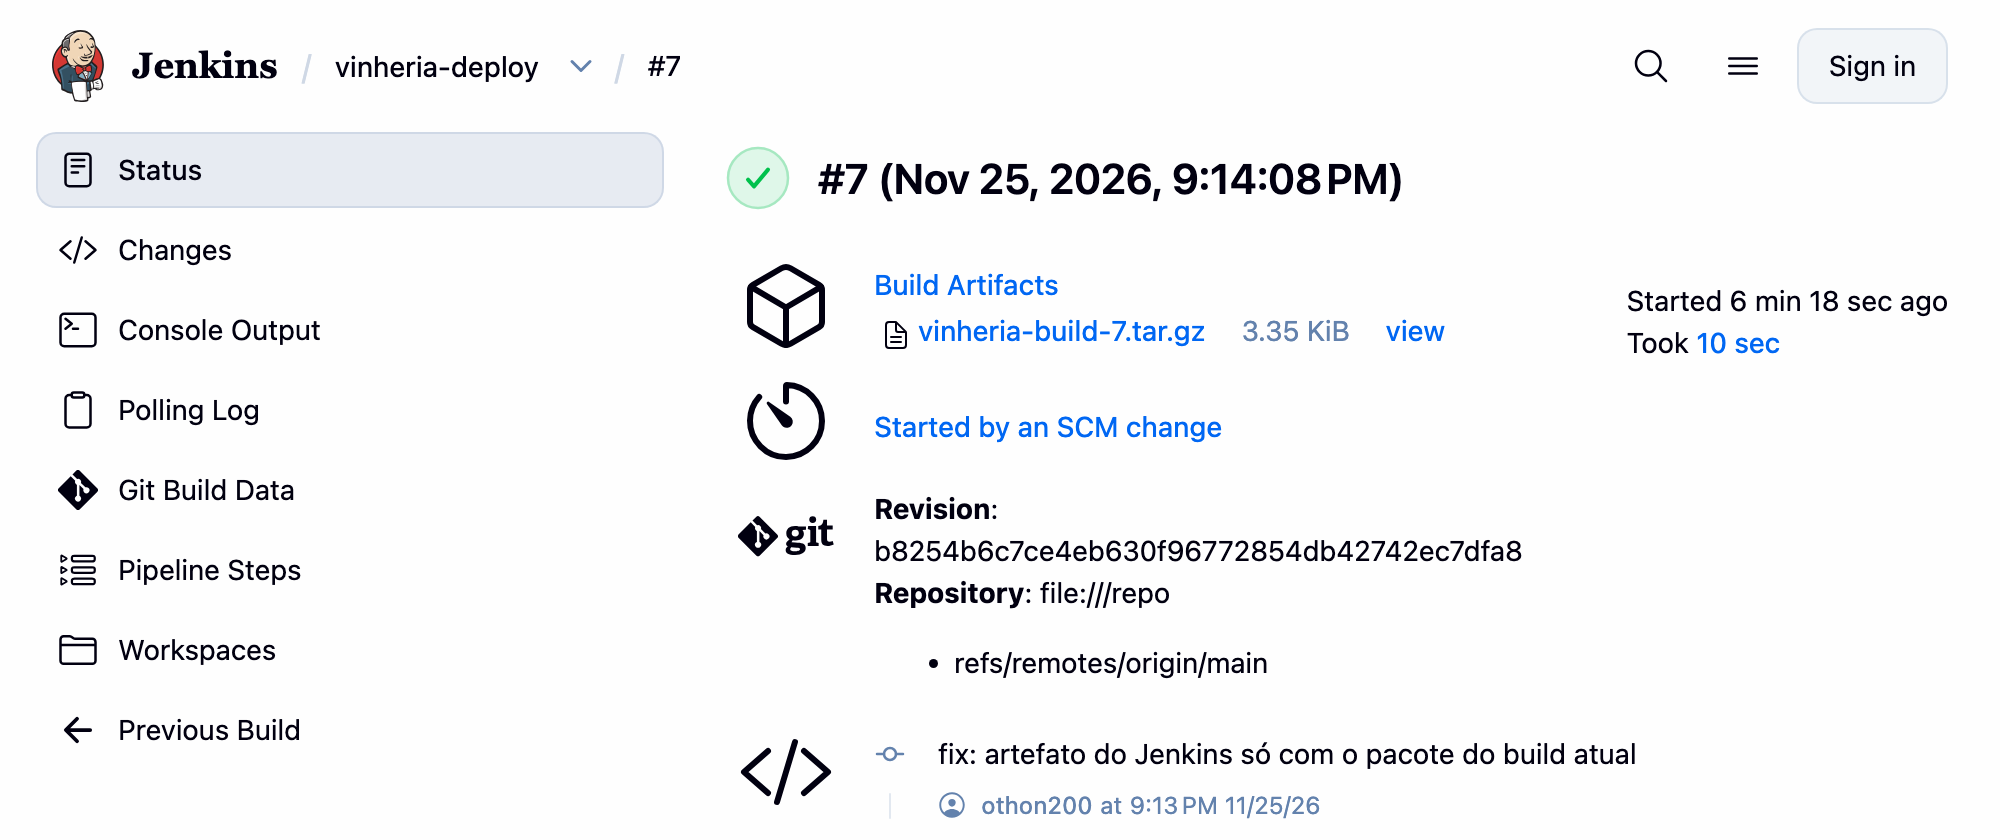 Jenkins / vinheria-deploy / #7
Sign in
Status
Changes
Console Output
Polling Log
Git Build Data
Pipeline Steps
Workspaces
Previous Build
#7 (Nov 25, 2026, 9:14:08 PM)
Build Artifacts
vinheria-build-7.tar.gz 3.35 KiB view
Started 6 min 18 sec ago
Took 10 sec
Started by an SCM change
git
Revision:
b8254b6c7ce4eb630f96772854db42742ec7dfa8
Repository: file:///repo
• refs/remotes/origin/main
fix: artefato do Jenkins só com o pacote do build atual
othon200 at 9:13 PM 11/25/26